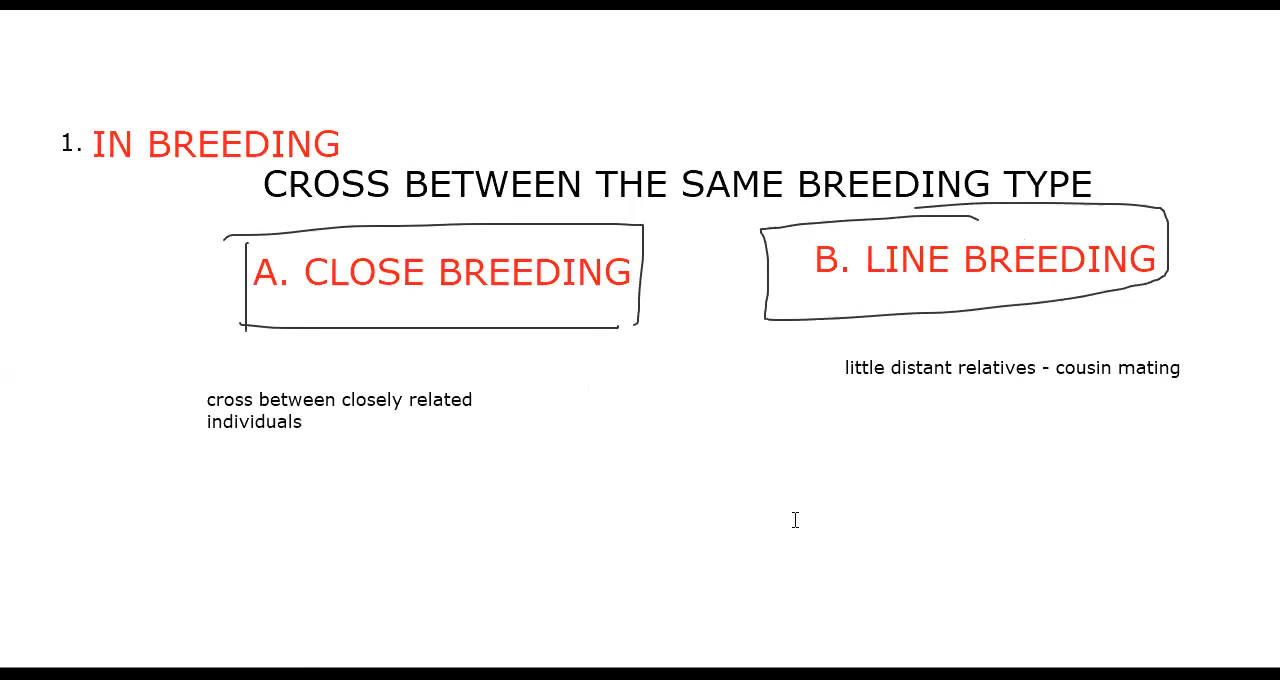 1. IN BREEDING
CROSS BETWEEN THE SAME BREEDING TYPE
A. CLOSE BREEDING
B. LINE BREEDING
cross between closely related
individuals
little distant relatives - cousin mating